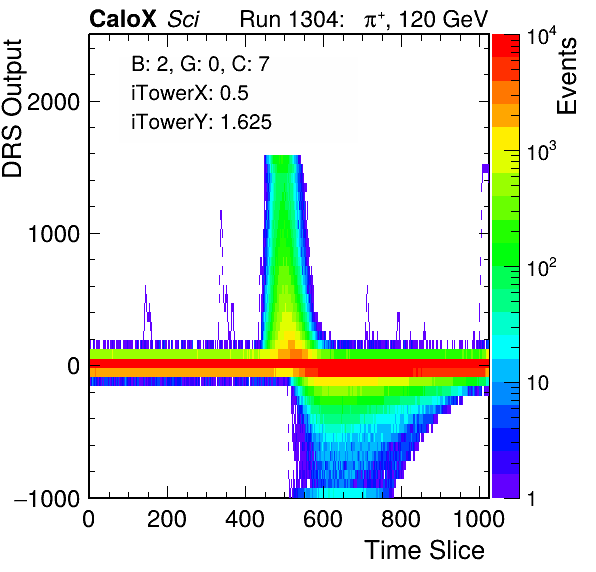 CaloX Sci Run 1304: π⁺, 120 GeV
B: 2, G: 0, C: 7
iTowerX: 0.5
iTowerY: 1.625
DRS Output
2000
1000
0
−1000
0 200 400 600 800 1000
Time Slice
Events
10⁴
10³
10²
10
1